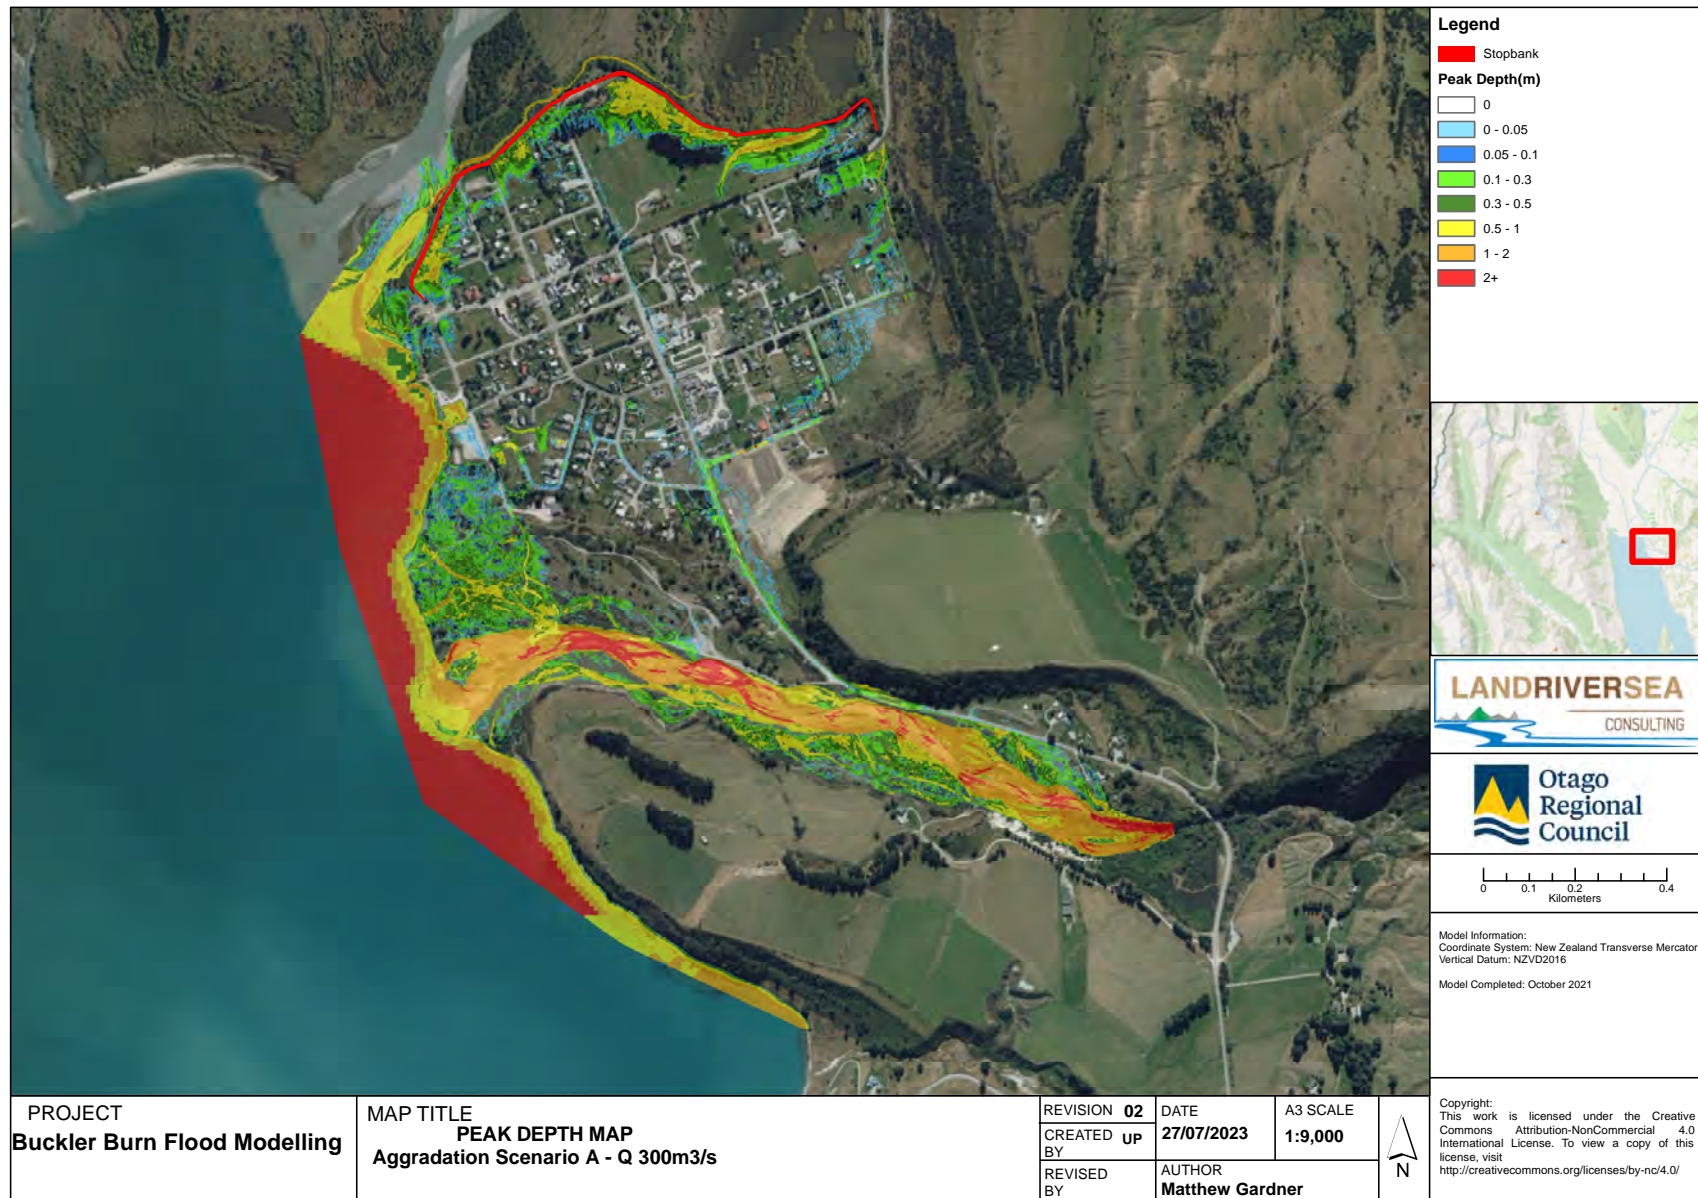 Legend
Stopbank
Peak Depth(m)
0
0 - 0.05
0.05 - 0.1
0.1 - 0.3
0.3 - 0.5
0.5 - 1
1 - 2
2+
LANDRIVERSEA
CONSULTING
Otago
Regional
Council
0 0.1 0.2 0.4
Kilometers
Model Information:
Coordinate System: New Zealand Transverse Mercator
Vertical Datum: NZVD2016
Model Completed: October 2021
Copyright:
This work is licensed under the Creative
Commons Attribution-NonCommercial 4.0
International License. To view a copy of this
license, visit
http://creativecommons.org/licenses/by-nc/4.0/
PROJECT
Buckler Burn Flood Modelling
MAP TITLE
PEAK DEPTH MAP
Aggradation Scenario A - Q 300m3/s
REVISION 02
CREATED UP
BY
REVISED
BY
DATE
27/07/2023
A3 SCALE
1:9,000
AUTHOR
Matthew Gardner
N